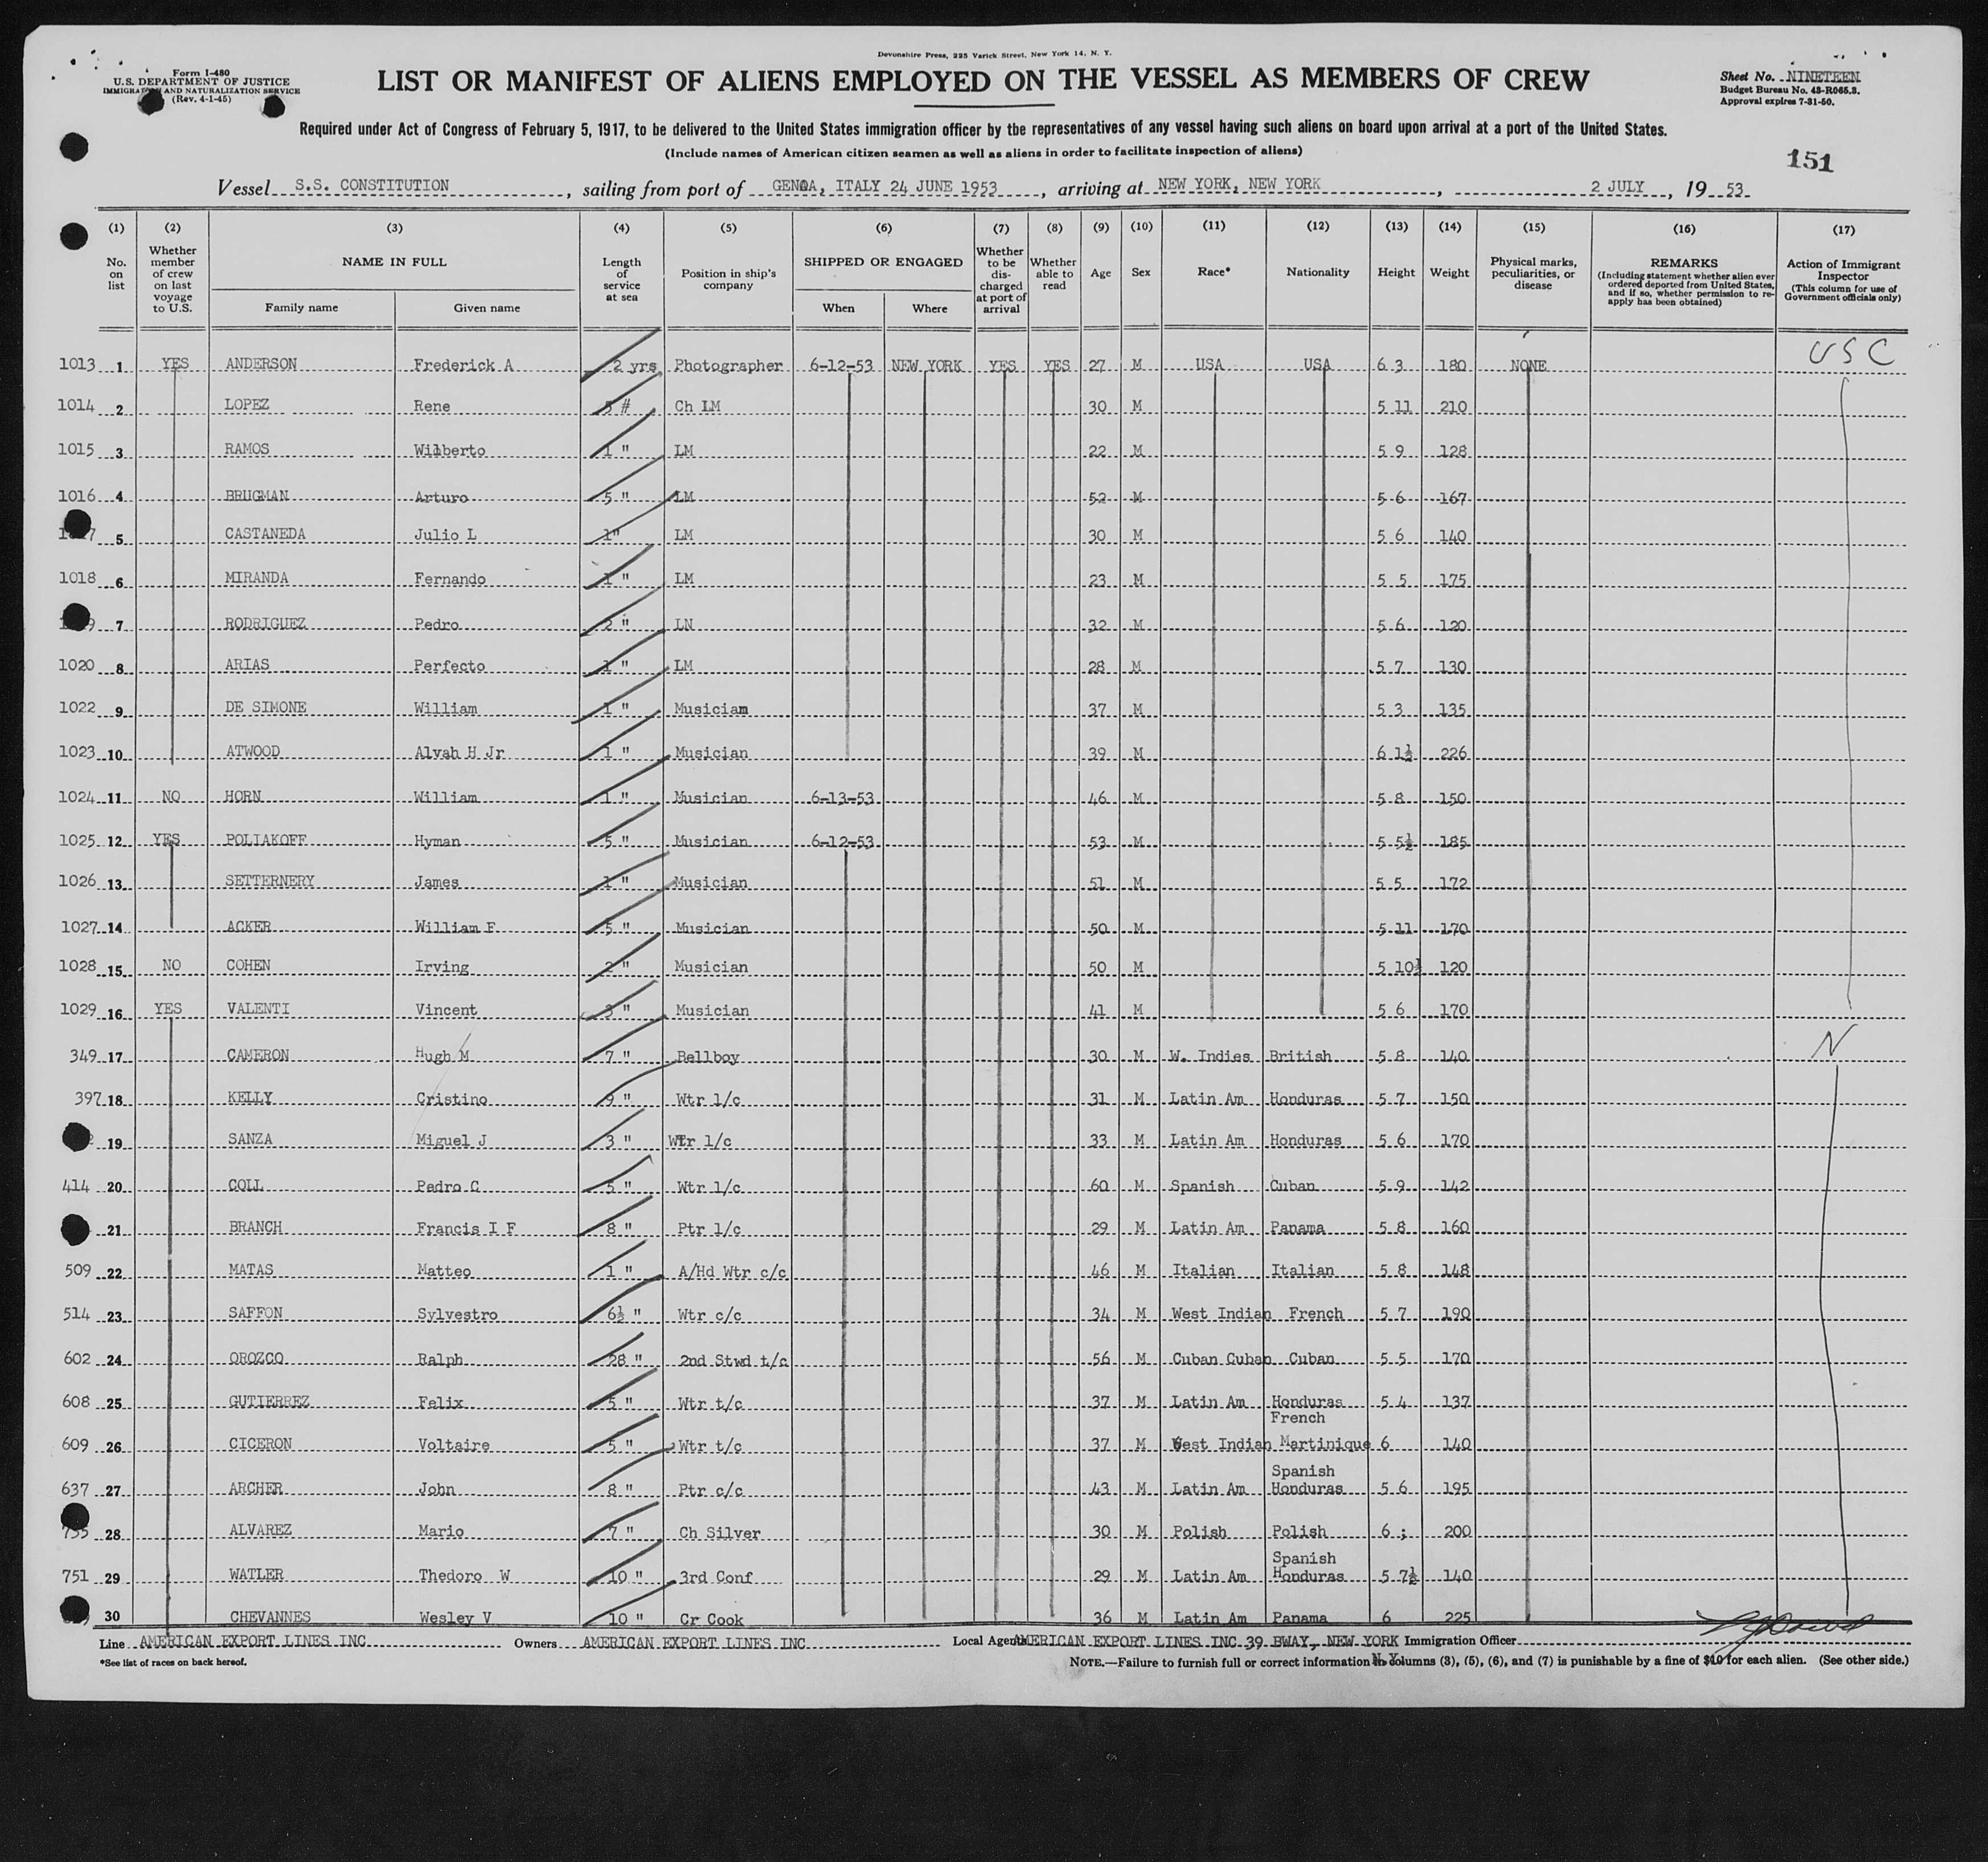 Devonshire Press, 225 Varick Street, New York 14, N. Y.
Form I-480
U.S. DEPARTMENT OF JUSTICE
IMMIGRATION AND NATURALIZATION SERVICE
(Rev. 4-1-45)
LIST OR MANIFEST OF ALIENS EMPLOYED ON THE VESSEL AS MEMBERS OF CREW
Sheet No. NINETEEN
Budget Bureau No. 43-R065.3.
Approval expires 7-31-50.
Required under Act of Congress of February 5, 1917, to be delivered to the United States immigration officer by the representatives of any vessel having such aliens on board upon arrival at a port of the United States.
(Include names of American citizen seamen as well as aliens in order to facilitate inspection of aliens)
151
Vessel S.S. CONSTITUTION, sailing from port of GENOA, ITALY 24 JUNE 1953, arriving at NEW YORK, NEW YORK, 2 JULY, 19 53
(1) (2) (3) (4) (5) (6) (7) (8) (9) (10) (11) (12) (13) (14) (15) (16) (17)
No. on list
Whether member of crew on last voyage to U.S.
NAME IN FULL
Family name
Given name
Length of service at sea
Position in ship's company
SHIPPED OR ENGAGED
When
Where
Whether to be discharged at port of arrival
Whether able to read
Age
Sex
Race*
Nationality
Height
Weight
Physical marks, peculiarities, or disease
REMARKS
(Including statement whether alien ever ordered deported from United States, and if so, whether permission to re-apply has been obtained)
Action of Immigrant Inspector
(This column for use of Government officials only)
1013 1 YES ANDERSON Frederick A 2 yrs Photographer 6-12-53 NEW YORK YES YES 27 M USA USA 6 3 180 NONE USC
1014 2 LOPEZ Rene 5 # Ch LM 30 M 5 11 210
1015 3 RAMOS Wilberto 1 " LM 22 M 5 9 128
1016 4 BRUGMAN Arturo 5 " LM 52 M 5 6 167
5 CASTANEDA Julio L 1" LM 30 M 5 6 140
1018 6 MIRANDA Fernando 1 " LM 23 M 5 5 175
7 RODRIGUEZ Pedro 2 " LN 32 M 5 6 120
1020 8 ARIAS Perfecto 1 " LM 28 M 5 7 130
1022 9 DE SIMONE William 1 " Musician 37 M 5 3 135
1023 10 ATWOOD Alvah H Jr 1 " Musician 39 M 6 1½ 226
1024 11 NO HORN William 1 " Musician 6-13-53 46 M 5 8 150
1025 12 YES POLIAKOFF Hyman 5 " Musician 6-12-53 53 M 5 5½ 185
1026 13 SETTERNERY James 1 " Musician 51 M 5 5 172
1027 14 ACKER William F 5 " Musician 50 M 5 11 170
1028 15 NO COHEN Irving 2 " Musician 50 M 5 10½ 120
1029 16 YES VALENTI Vincent 3 " Musician 41 M 5 6 170
349 17 CAMERON Hugh M 7 " Bellboy 30 M W. Indies British 5 8 140 N
397 18 KELLY Cristino 9 " Wtr 1/c 31 M Latin Am Honduras 5 7 150
19 SANZA Miguel J 3 " Wtr 1/c 33 M Latin Am Honduras 5 6 170
414 20 COLL Pedro C 5 " Wtr 1/c 60 M Spanish Cuban 5 9 142
21 BRANCH Francis I F 8 " Ptr 1/c 29 M Latin Am Panama 5 8 160
509 22 MATAS Matteo 1 " A/Hd Wtr c/c 46 M Italian Italian 5 8 148
514 23 SAFFON Sylvestro 6½ " Wtr c/c 34 M West Indian French 5 7 190
602 24 OROZCO Ralph 28 " 2nd Stwd t/c 56 M Cuban Cuban Cuban 5 5 170
608 25 GUTIERREZ Felix 5 " Wtr t/c 37 M Latin Am Honduras 5 4 137
French
609 26 CICERON Voltaire 5 " Wtr t/c 37 M West Indian Martinique 6 140
Spanish
637 27 ARCHER John 8 " Ptr c/c 43 M Latin Am Honduras 5 6 195
28 ALVAREZ Mario 7 " Ch Silver 30 M Polish Polish 6 ; 200
Spanish
751 29 WATLER Thedoro W 10 " 3rd Conf 29 M Latin Am Honduras 5 7½ 140
30 CHEVANNES Wesley V 10 " Cr Cook 36 M Latin Am Panama 6 225
Line AMERICAN EXPORT LINES INC Owners AMERICAN EXPORT LINES INC Local Agents AMERICAN EXPORT LINES INC 39 BWAY, NEW YORK Immigration Officer
N.Y.
*See list of races on back hereof.
NOTE.—Failure to furnish full or correct information in columns (3), (5), (6), and (7) is punishable by a fine of $10 for each alien. (See other side.)